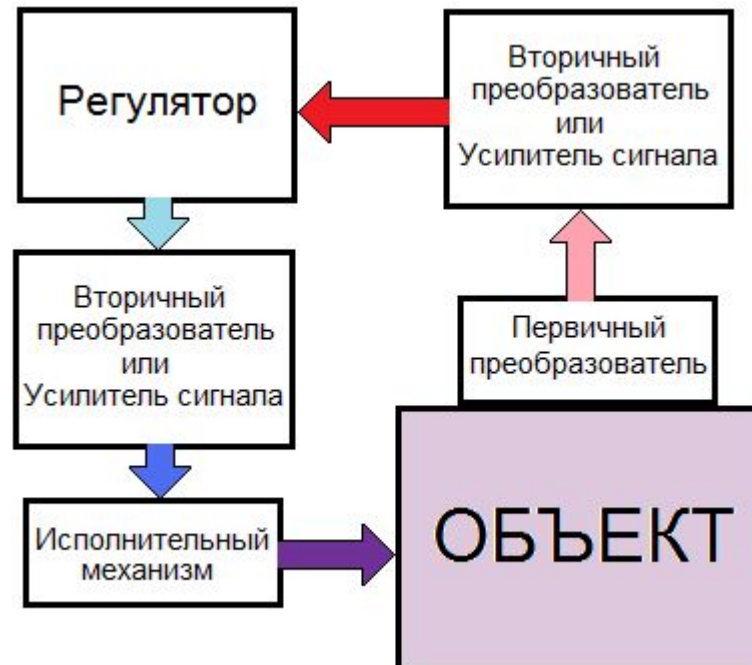 Регулятор
Вторичный
преобразователь
или
Усилитель сигнала
Вторичный
преобразователь
или
Усилитель сигнала
Первичный
преобразователь
Исполнительный
механизм
ОБЪЕКТ